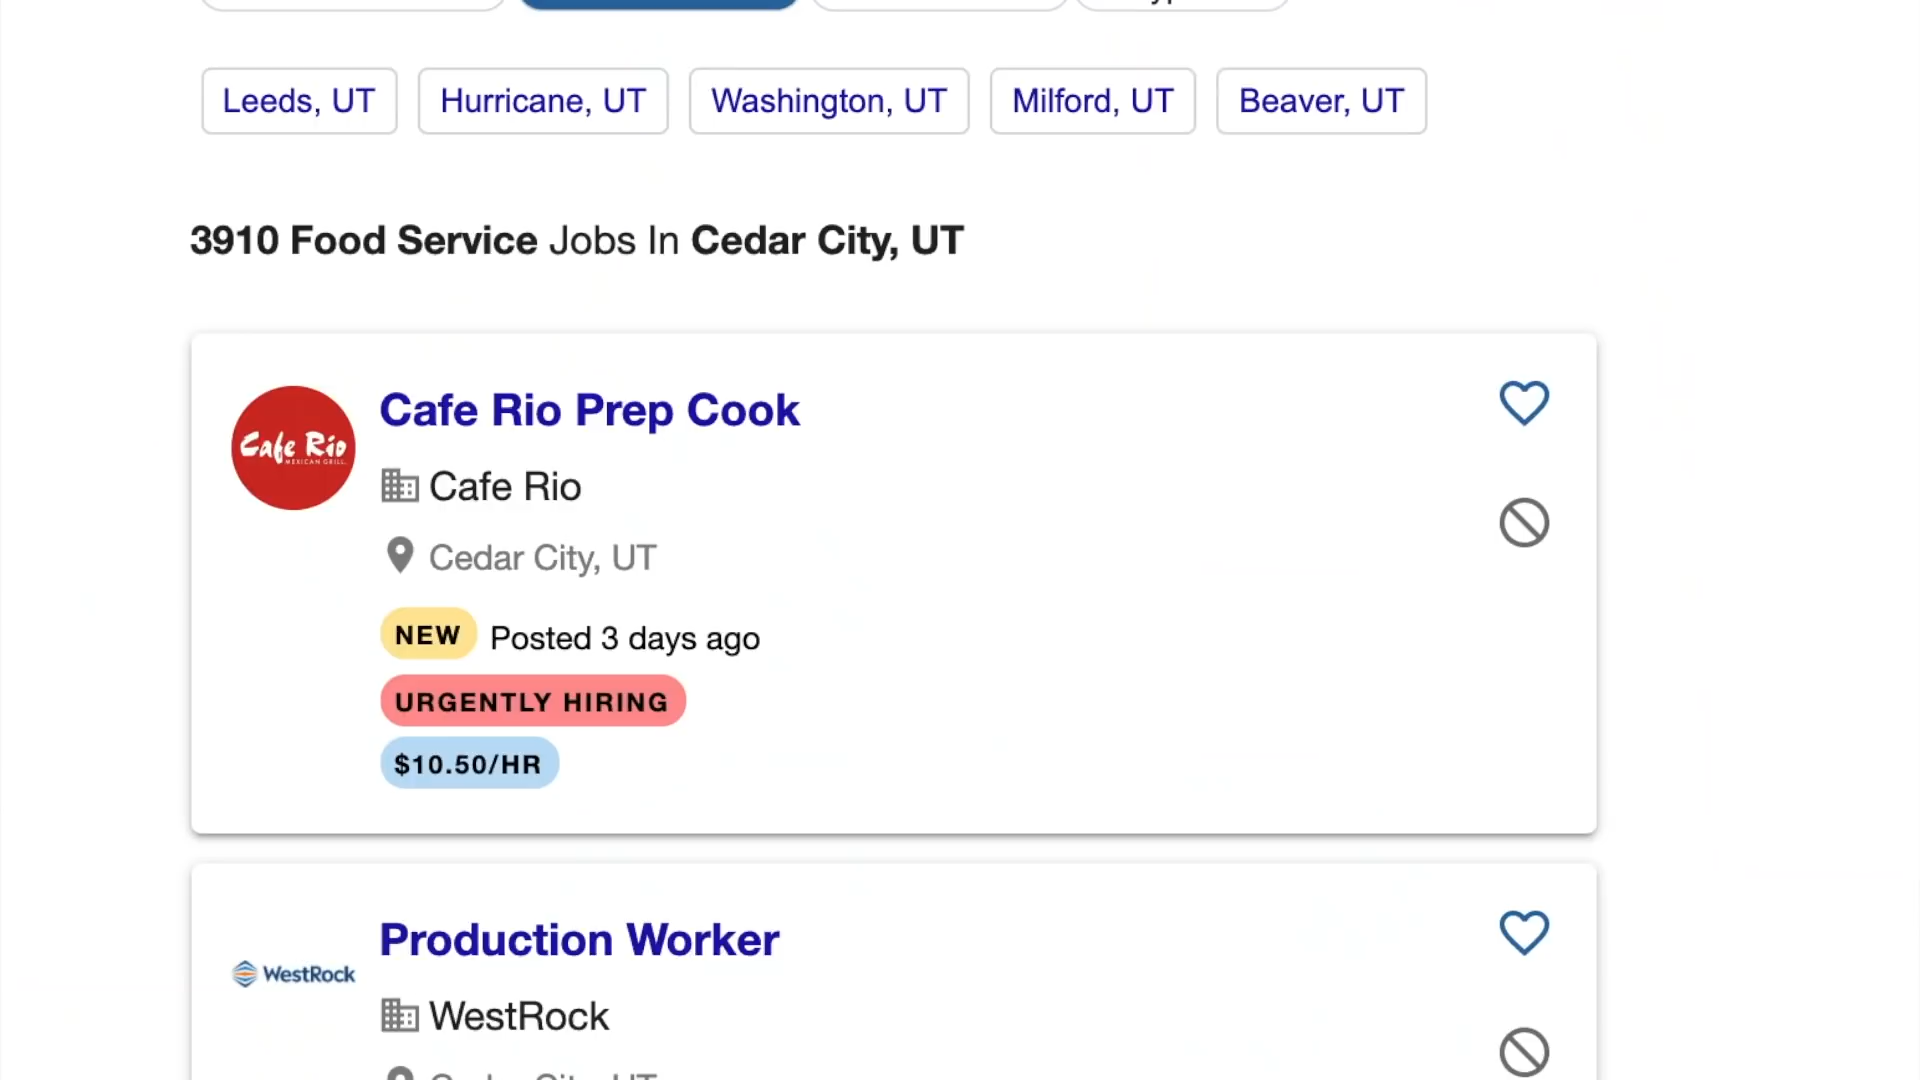 Leeds, UT Hurricane, UT Washington, UT Milford, UT Beaver, UT
3910 Food Service Jobs In Cedar City, UT
Cafe Rio Prep Cook
Cafe Rio
MEXICAN GRILL
Cafe Rio
Cedar City, UT
NEW Posted 3 days ago
URGENTLY HIRING
$10.50/HR
Production Worker
WestRock
WestRock